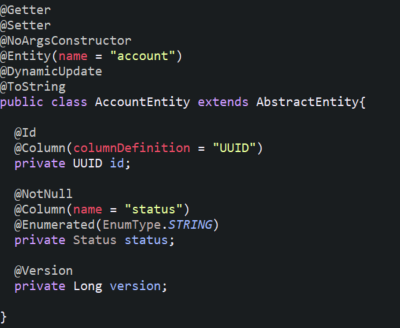 @Getter
@Setter
@NoArgsConstructor
@Entity(name = "account")
@DynamicUpdate
@ToString
public class AccountEntity extends AbstractEntity{
@Id
@Column(columnDefinition = "UUID")
private UUID id;
@NotNull
@Column(name = "status")
@Enumerated(EnumType.STRING)
private Status status;
@Version
private Long version;
}